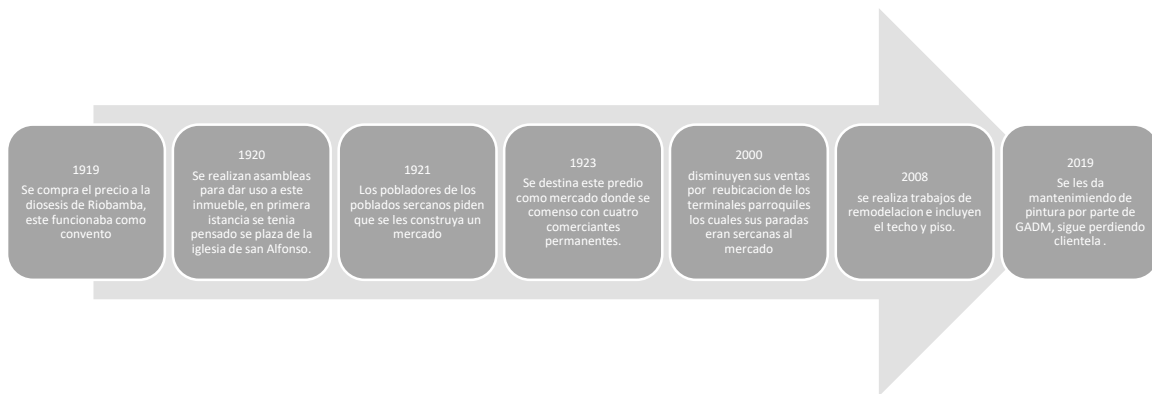 1919
Se compra el precio a la
diosesis de Riobamba,
este funcionaba como
convento
1920
Se realizan asambleas
para dar uso a este
inmueble, en primera
istancia se tenía
pensado se plaza de la
iglesia de san Alfonso.
1921
Los pobladores de los
poblados sercanos piden
que se les construya un
mercado
1923
Se destina este predio
como mercado donde se
comenso con cuatro
comerciantes
permanentes.
2000
disminuyen sus ventas
por reubicacion de los
terminales parroquiles
los cuales sus paradas
eran sercanas al
mercado
2008
se realiza trabajos de
remodelacion e incluyen
el techo y piso.
2019
Se les da
mantenimiendo de
pintura por parte de
GADM, sigue perdiendo
clientela .